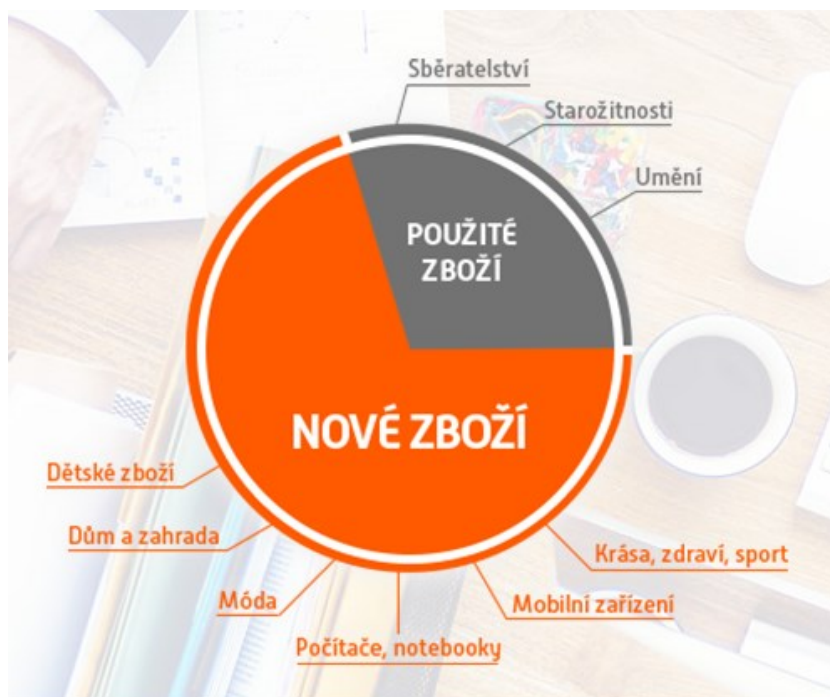 Sběratelství
Starožitnosti
Umění
POUŽITÉ
ZBOŽÍ
NOVÉ ZBOŽÍ
Dětské zboží
Dům a zahrada
Móda
Počítače, notebooky
Mobilní zařízení
Krása, zdraví, sport